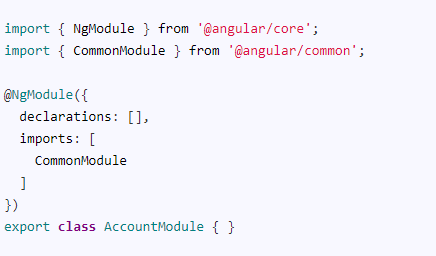 import { NgModule } from '@angular/core';
import { CommonModule } from '@angular/common';
@NgModule({
  declarations: [],
  imports: [
    CommonModule
  ]
})
export class AccountModule { }